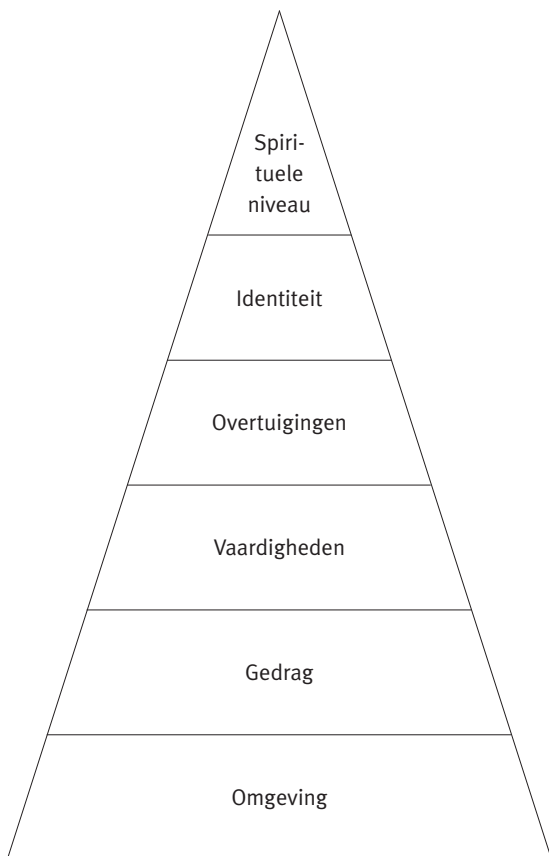 Spiri-
tuele
niveau
Identiteit
Overtuigingen
Vaardigheden
Gedrag
Omgeving